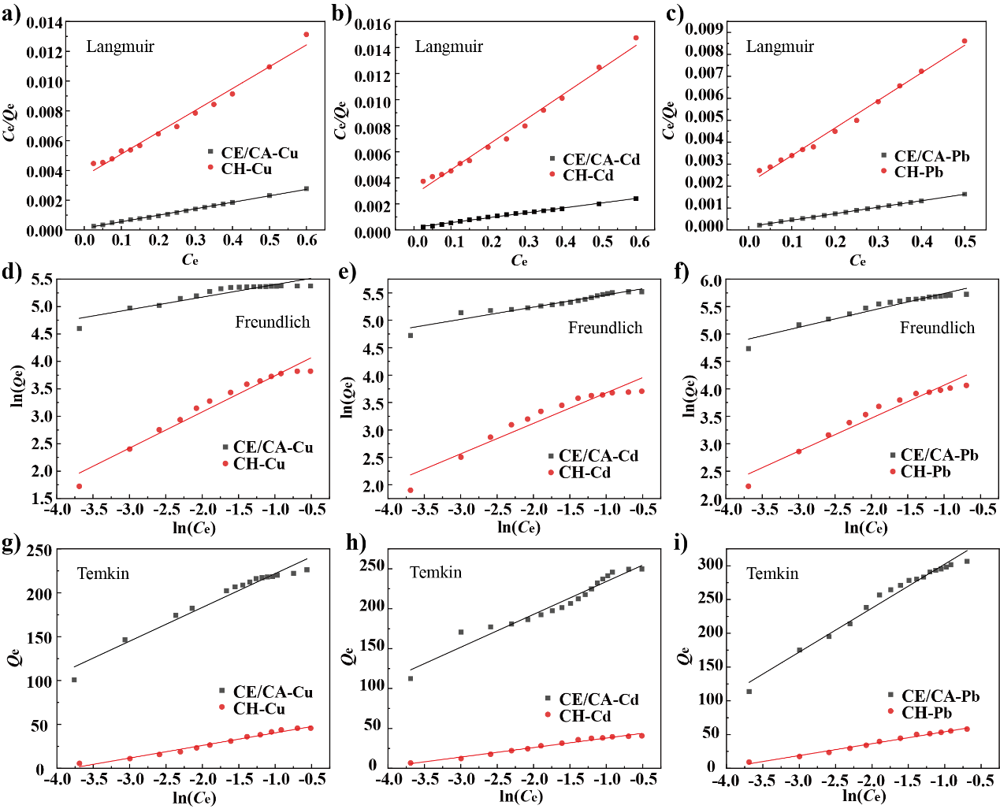 a)
0.014
0.012
0.010
0.008
0.006
0.004
0.002
0.000
Ce/Qe
Langmuir
CE/CA-Cu
CH-Cu
0.0 0.1 0.2 0.3 0.4 0.5 0.6
Ce
b)
0.016
0.014
0.012
0.010
0.008
0.006
0.004
0.002
0.000
Ce/Qe
Langmuir
CE/CA-Cd
CH-Cd
0.0 0.1 0.2 0.3 0.4 0.5 0.6
Ce
c)
0.009
0.008
0.007
0.006
0.005
0.004
0.003
0.002
0.001
0.000
Ce/Qe
Langmuir
CE/CA-Pb
CH-Pb
0.0 0.1 0.2 0.3 0.4 0.5
Ce
d)
5.5
5.0
4.5
4.0
3.5
3.0
2.5
2.0
1.5
ln(Qe)
Freundlich
CE/CA-Cu
CH-Cu
-4.0 -3.5 -3.0 -2.5 -2.0 -1.5 -1.0 -0.5
ln(Ce)
e)
5.5
5.0
4.5
4.0
3.5
3.0
2.5
2.0
ln(Qe)
Freundlich
CE/CA-Cd
CH-Cd
-4.0 -3.5 -3.0 -2.5 -2.0 -1.5 -1.0 -0.5
ln(Ce)
f)
6.0
5.5
5.0
4.5
4.0
3.5
3.0
2.5
2.0
ln(Qe)
Freundlich
CE/CA-Pb
CH-Pb
-4.0 -3.5 -3.0 -2.5 -2.0 -1.5 -1.0 -0.5
ln(Ce)
g)
250
200
150
100
50
0
Qe
Temkin
CE/CA-Cu
CH-Cu
-4.0 -3.5 -3.0 -2.5 -2.0 -1.5 -1.0 -0.5
ln(Ce)
h)
250
200
150
100
50
0
Qe
Temkin
CE/CA-Cd
CH-Cd
-4.0 -3.5 -3.0 -2.5 -2.0 -1.5 -1.0 -0.5
ln(Ce)
i)
300
250
200
150
100
50
0
Qe
Temkin
CE/CA-Pb
CH-Pb
-4.0 -3.5 -3.0 -2.5 -2.0 -1.5 -1.0 -0.5
ln(Ce)